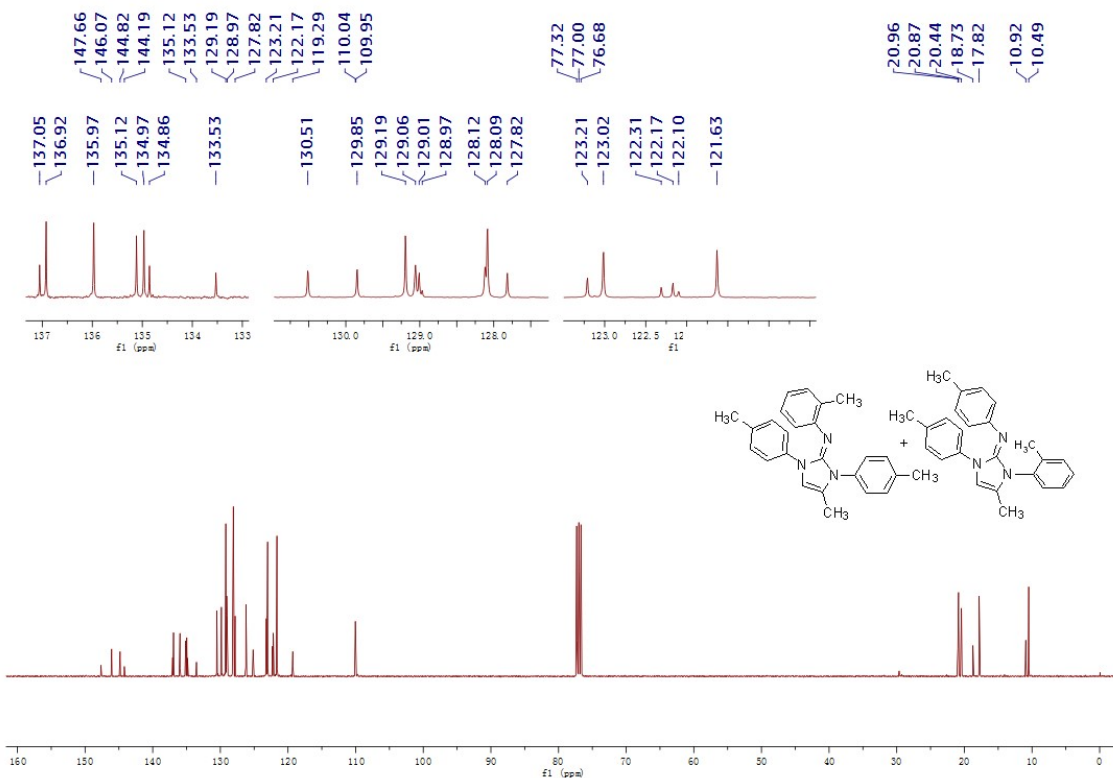 147.66 146.07 144.82 144.19 135.12 133.53 129.19 128.97 127.82 123.21 122.17 119.29 110.04 109.95 77.32 77.00 76.68 20.96 20.87 20.44 18.73 17.82 10.92 10.49
137.05 136.92 135.97 135.12 134.97 134.86 133.53 130.51 129.85 129.19 129.06 129.01 128.97 128.12 128.09 127.82 123.21 123.02 122.31 122.17 122.10 121.63
137 136 135 134 133 130.0 129.0 128.0 123.0 122.5 12
f1 (ppm) f1 (ppm) f1
H₃C
CH₃ H₃C
H₃C N N
+ H₃C
N N N N
CH₃
CH₃ CH₃
160 150 140 130 120 110 100 90 80 70 60 50 40 30 20 10 0
f1 (ppm)